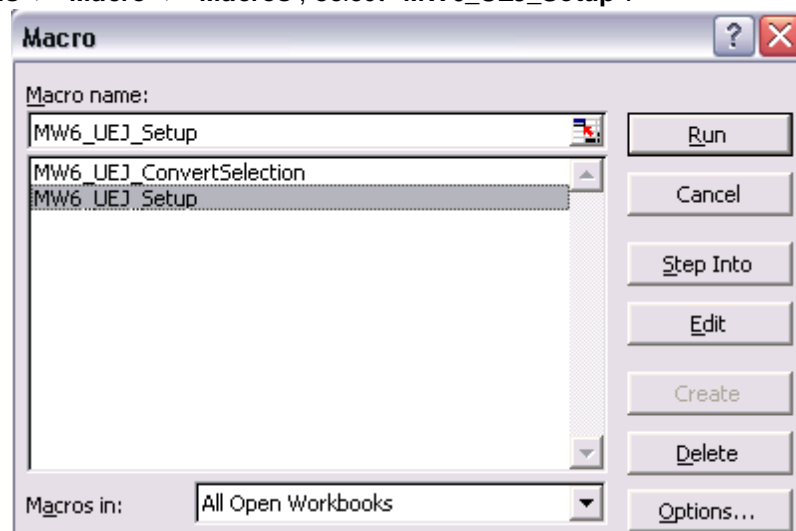 Macro
Macro name:
MW6_UEJ_Setup
Run
MW6_UEJ_ConvertSelection
MW6_UEJ_Setup
Cancel
Step Into
Edit
Create
Delete
Macros in:
All Open Workbooks
Options...